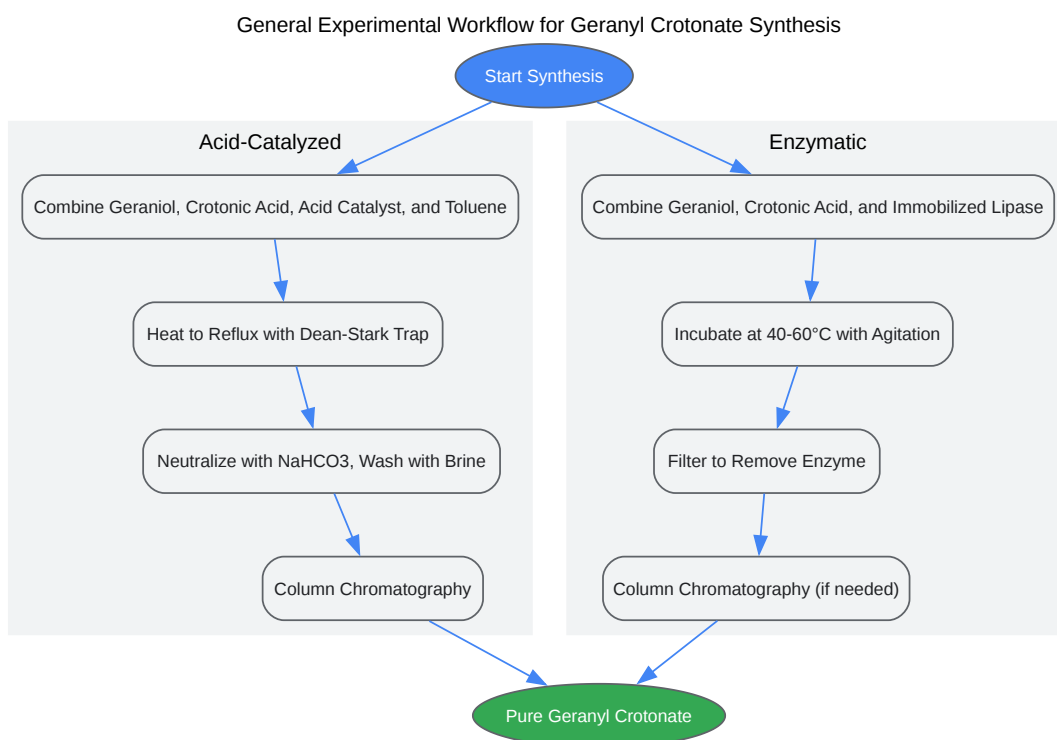 General Experimental Workflow for Geranyl Crotonate Synthesis
Start Synthesis
Acid-Catalyzed
Combine Geraniol, Crotonic Acid, Acid Catalyst, and Toluene
Heat to Reflux with Dean-Stark Trap
Neutralize with NaHCO3, Wash with Brine
Column Chromatography
Enzymatic
Combine Geraniol, Crotonic Acid, and Immobilized Lipase
Incubate at 40-60°C with Agitation
Filter to Remove Enzyme
Column Chromatography (if needed)
Pure Geranyl Crotonate